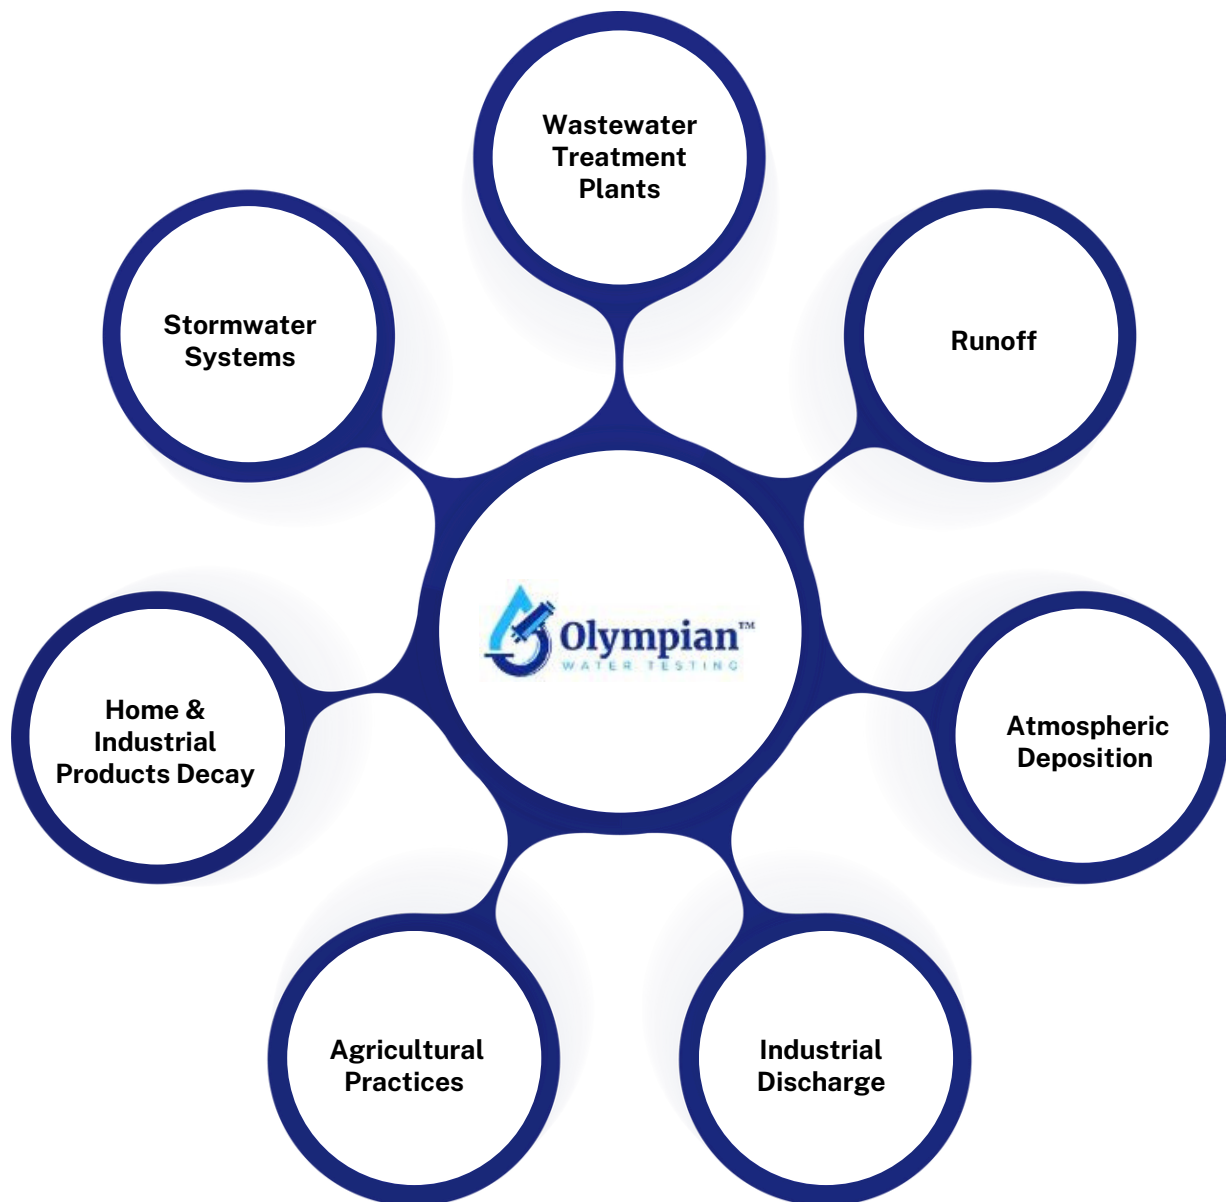 Wastewater
Treatment
Plants
Stormwater
Systems
Runoff
Olympian™
WATER TESTING
Home &
Industrial
Products Decay
Atmospheric
Deposition
Agricultural
Practices
Industrial
Discharge